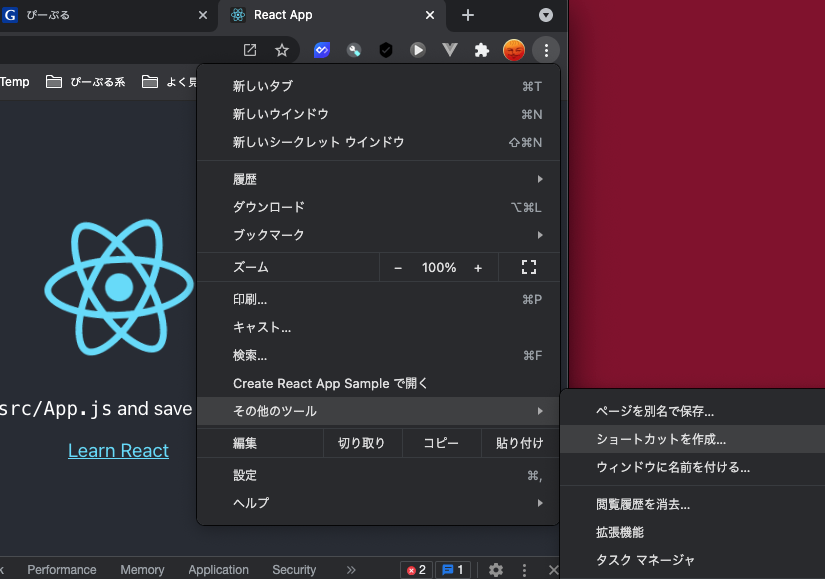 G ぴーぷる
React App
Temp ぴーぷる系 よく見
新しいタブ ⌘T
新しいウインドウ ⌘N
新しいシークレット ウインドウ ⇧⌘N
履歴
ダウンロード ⌥⌘L
ブックマーク
ズーム − 100% +
印刷... ⌘P
キャスト...
検索... ⌘F
Create React App Sample で開く
その他のツール
編集 切り取り コピー 貼り付け
設定 ⌘,
ヘルプ
ページを別名で保存...
ショートカットを作成...
ウィンドウに名前を付ける...
閲覧履歴を消去...
拡張機能
タスク マネージャ
src/App.js and save
Learn React
k Performance Memory Application Security » 2 1